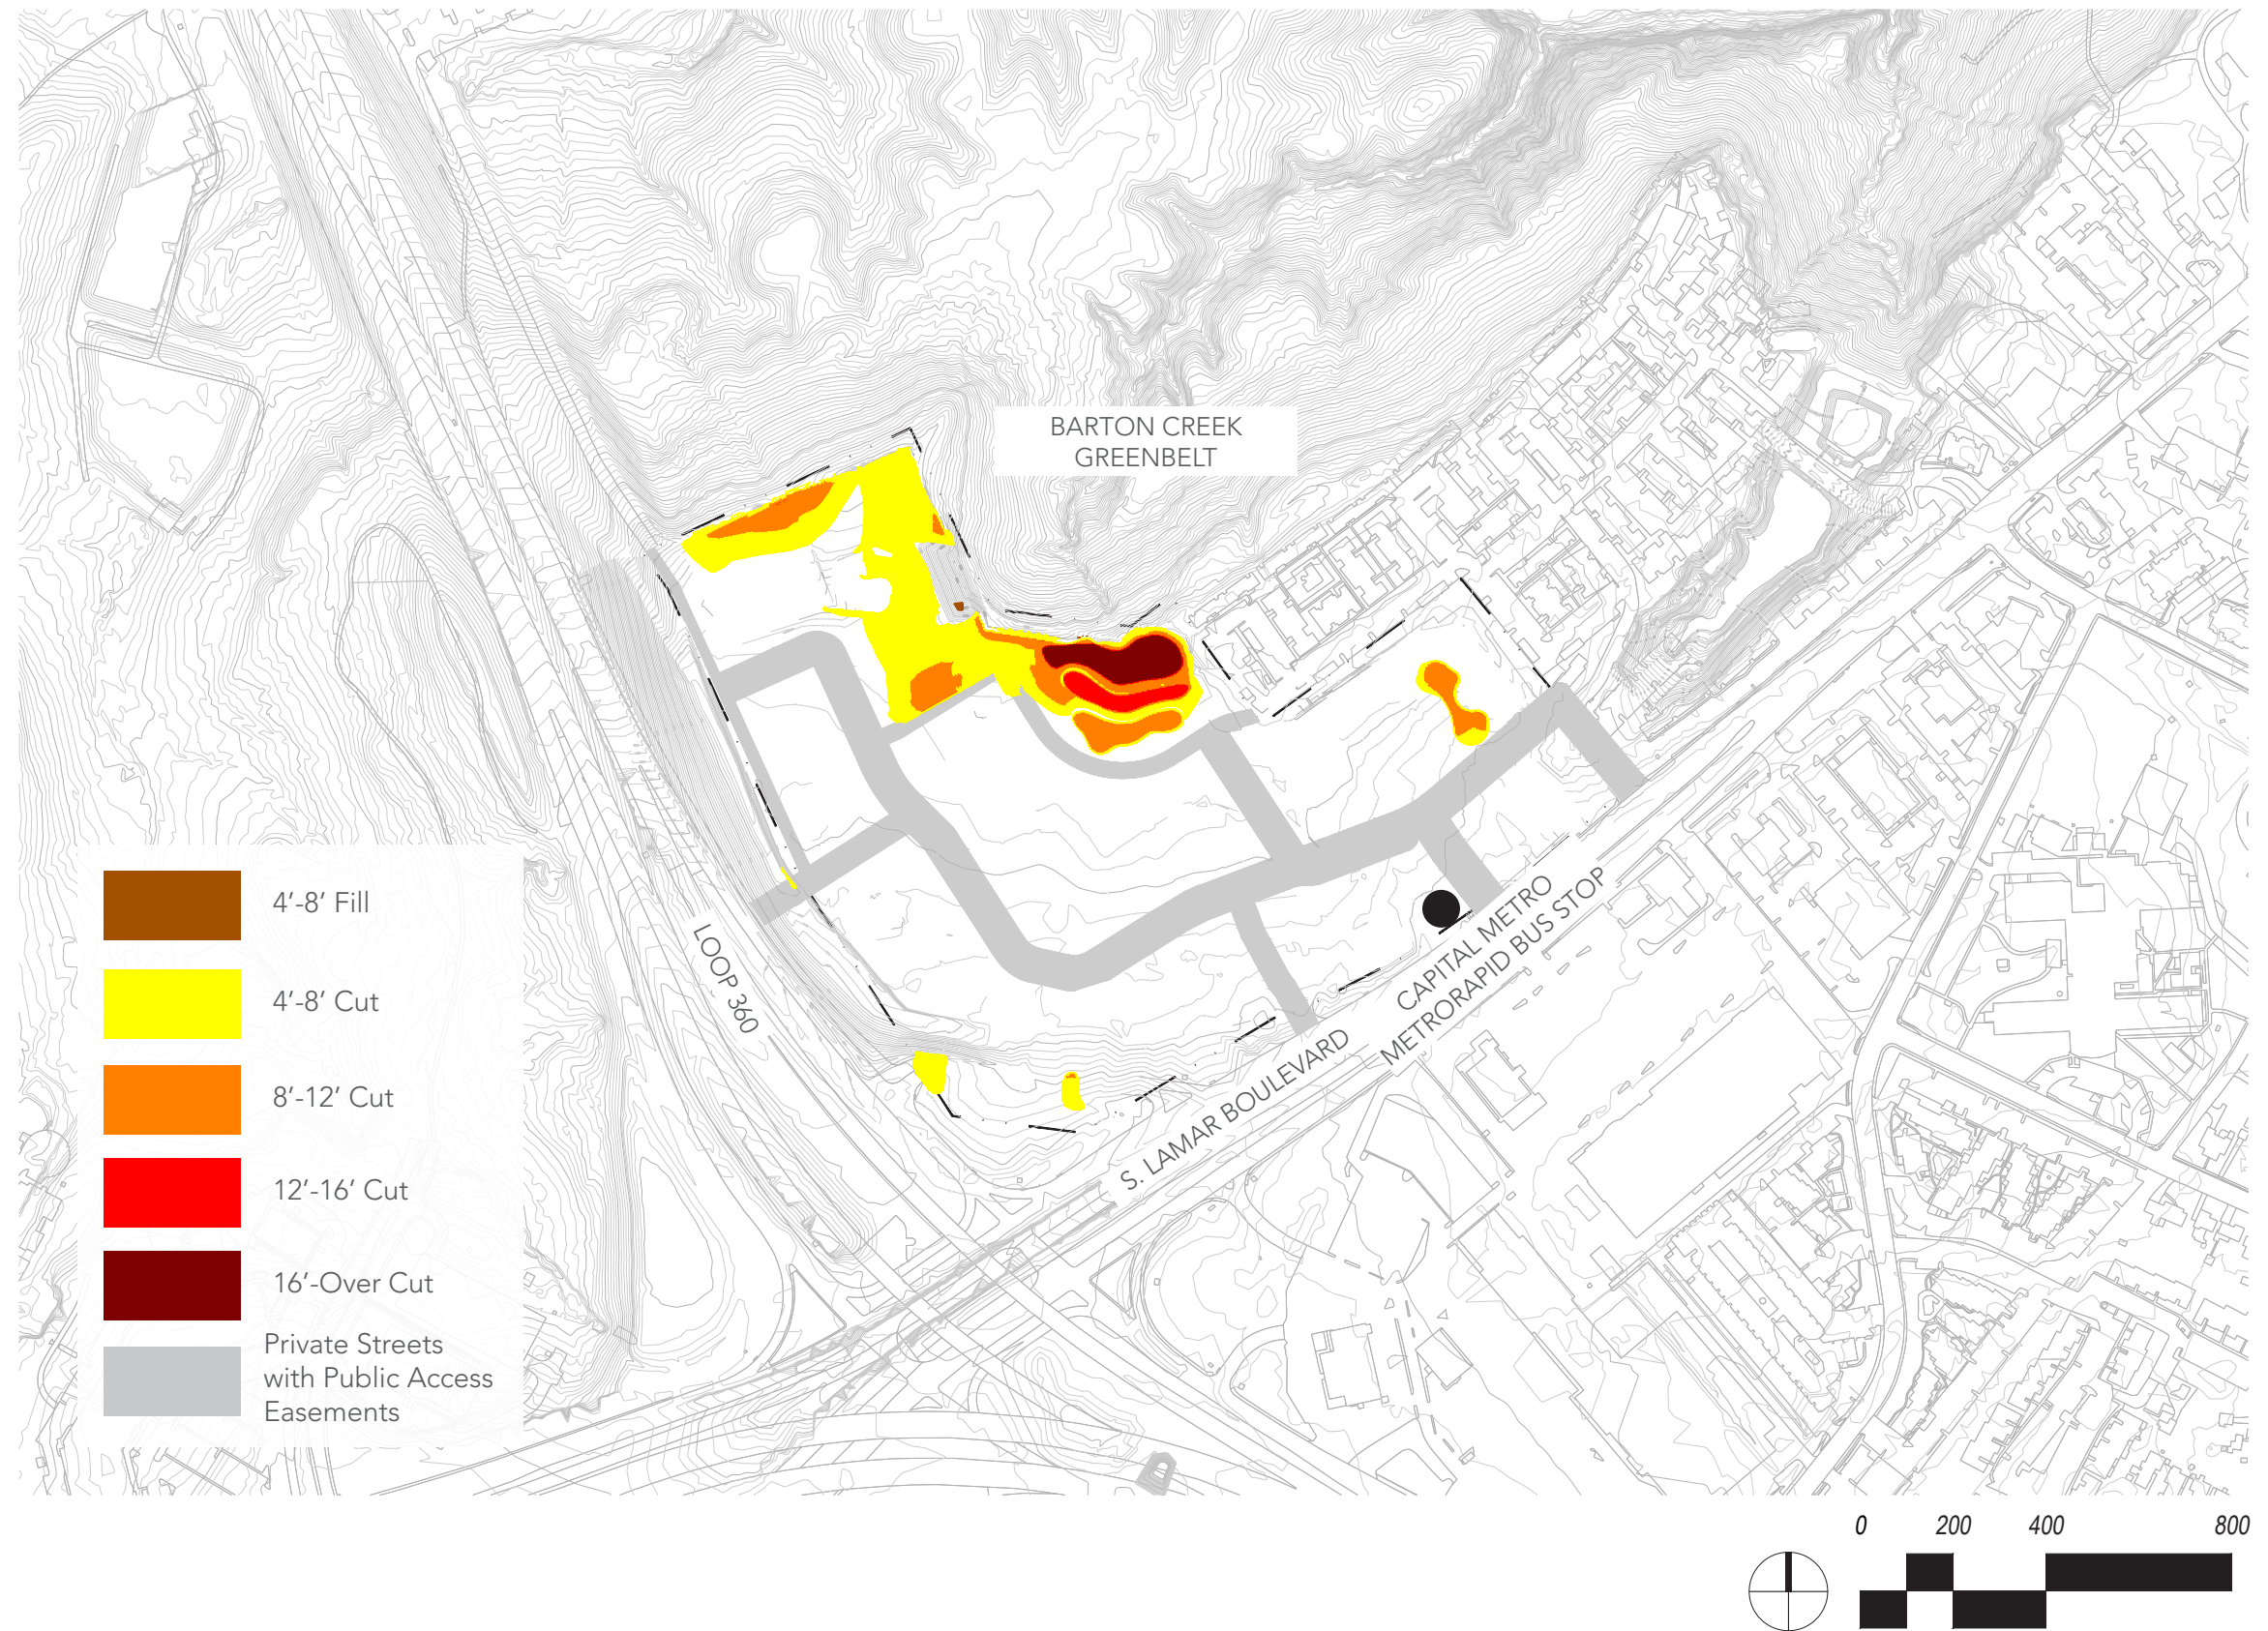 BARTON CREEK
GREENBELT
4’-8’ Fill
4’-8’ Cut
8’-12’ Cut
12’-16’ Cut
16’-Over Cut
Private Streets
with Public Access
Easements
LOOP 360
S. LAMAR BOULEVARD
CAPITAL METRO
METRORAPID BUS STOP
0 200 400 800